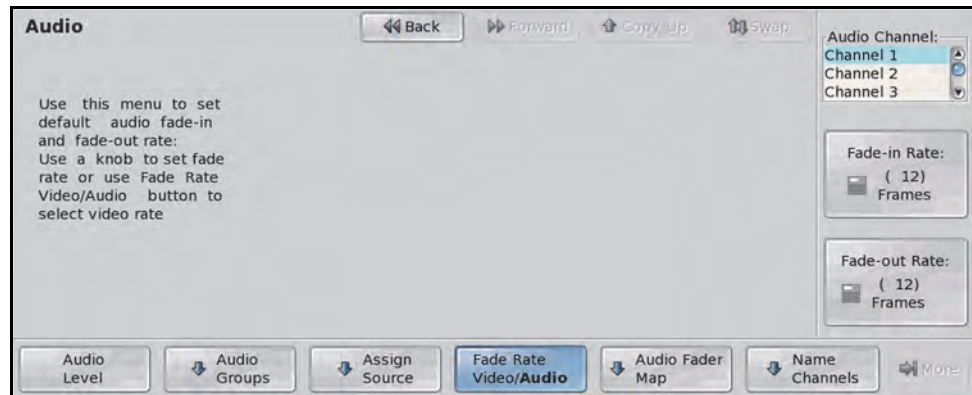 Audio
Back
Forward
Copy Up
Swap
Use this menu to set
default audio fade-in
and fade-out rate:
Use a knob to set fade
rate or use Fade Rate
Video/Audio button to
select video rate
Audio Channel:
Channel 1
Channel 2
Channel 3
Fade-in Rate:
( 12)
Frames
Fade-out Rate:
( 12)
Frames
Audio
Level
Audio
Groups
Assign
Source
Fade Rate
Video/Audio
Audio Fader
Map
Name
Channels
More